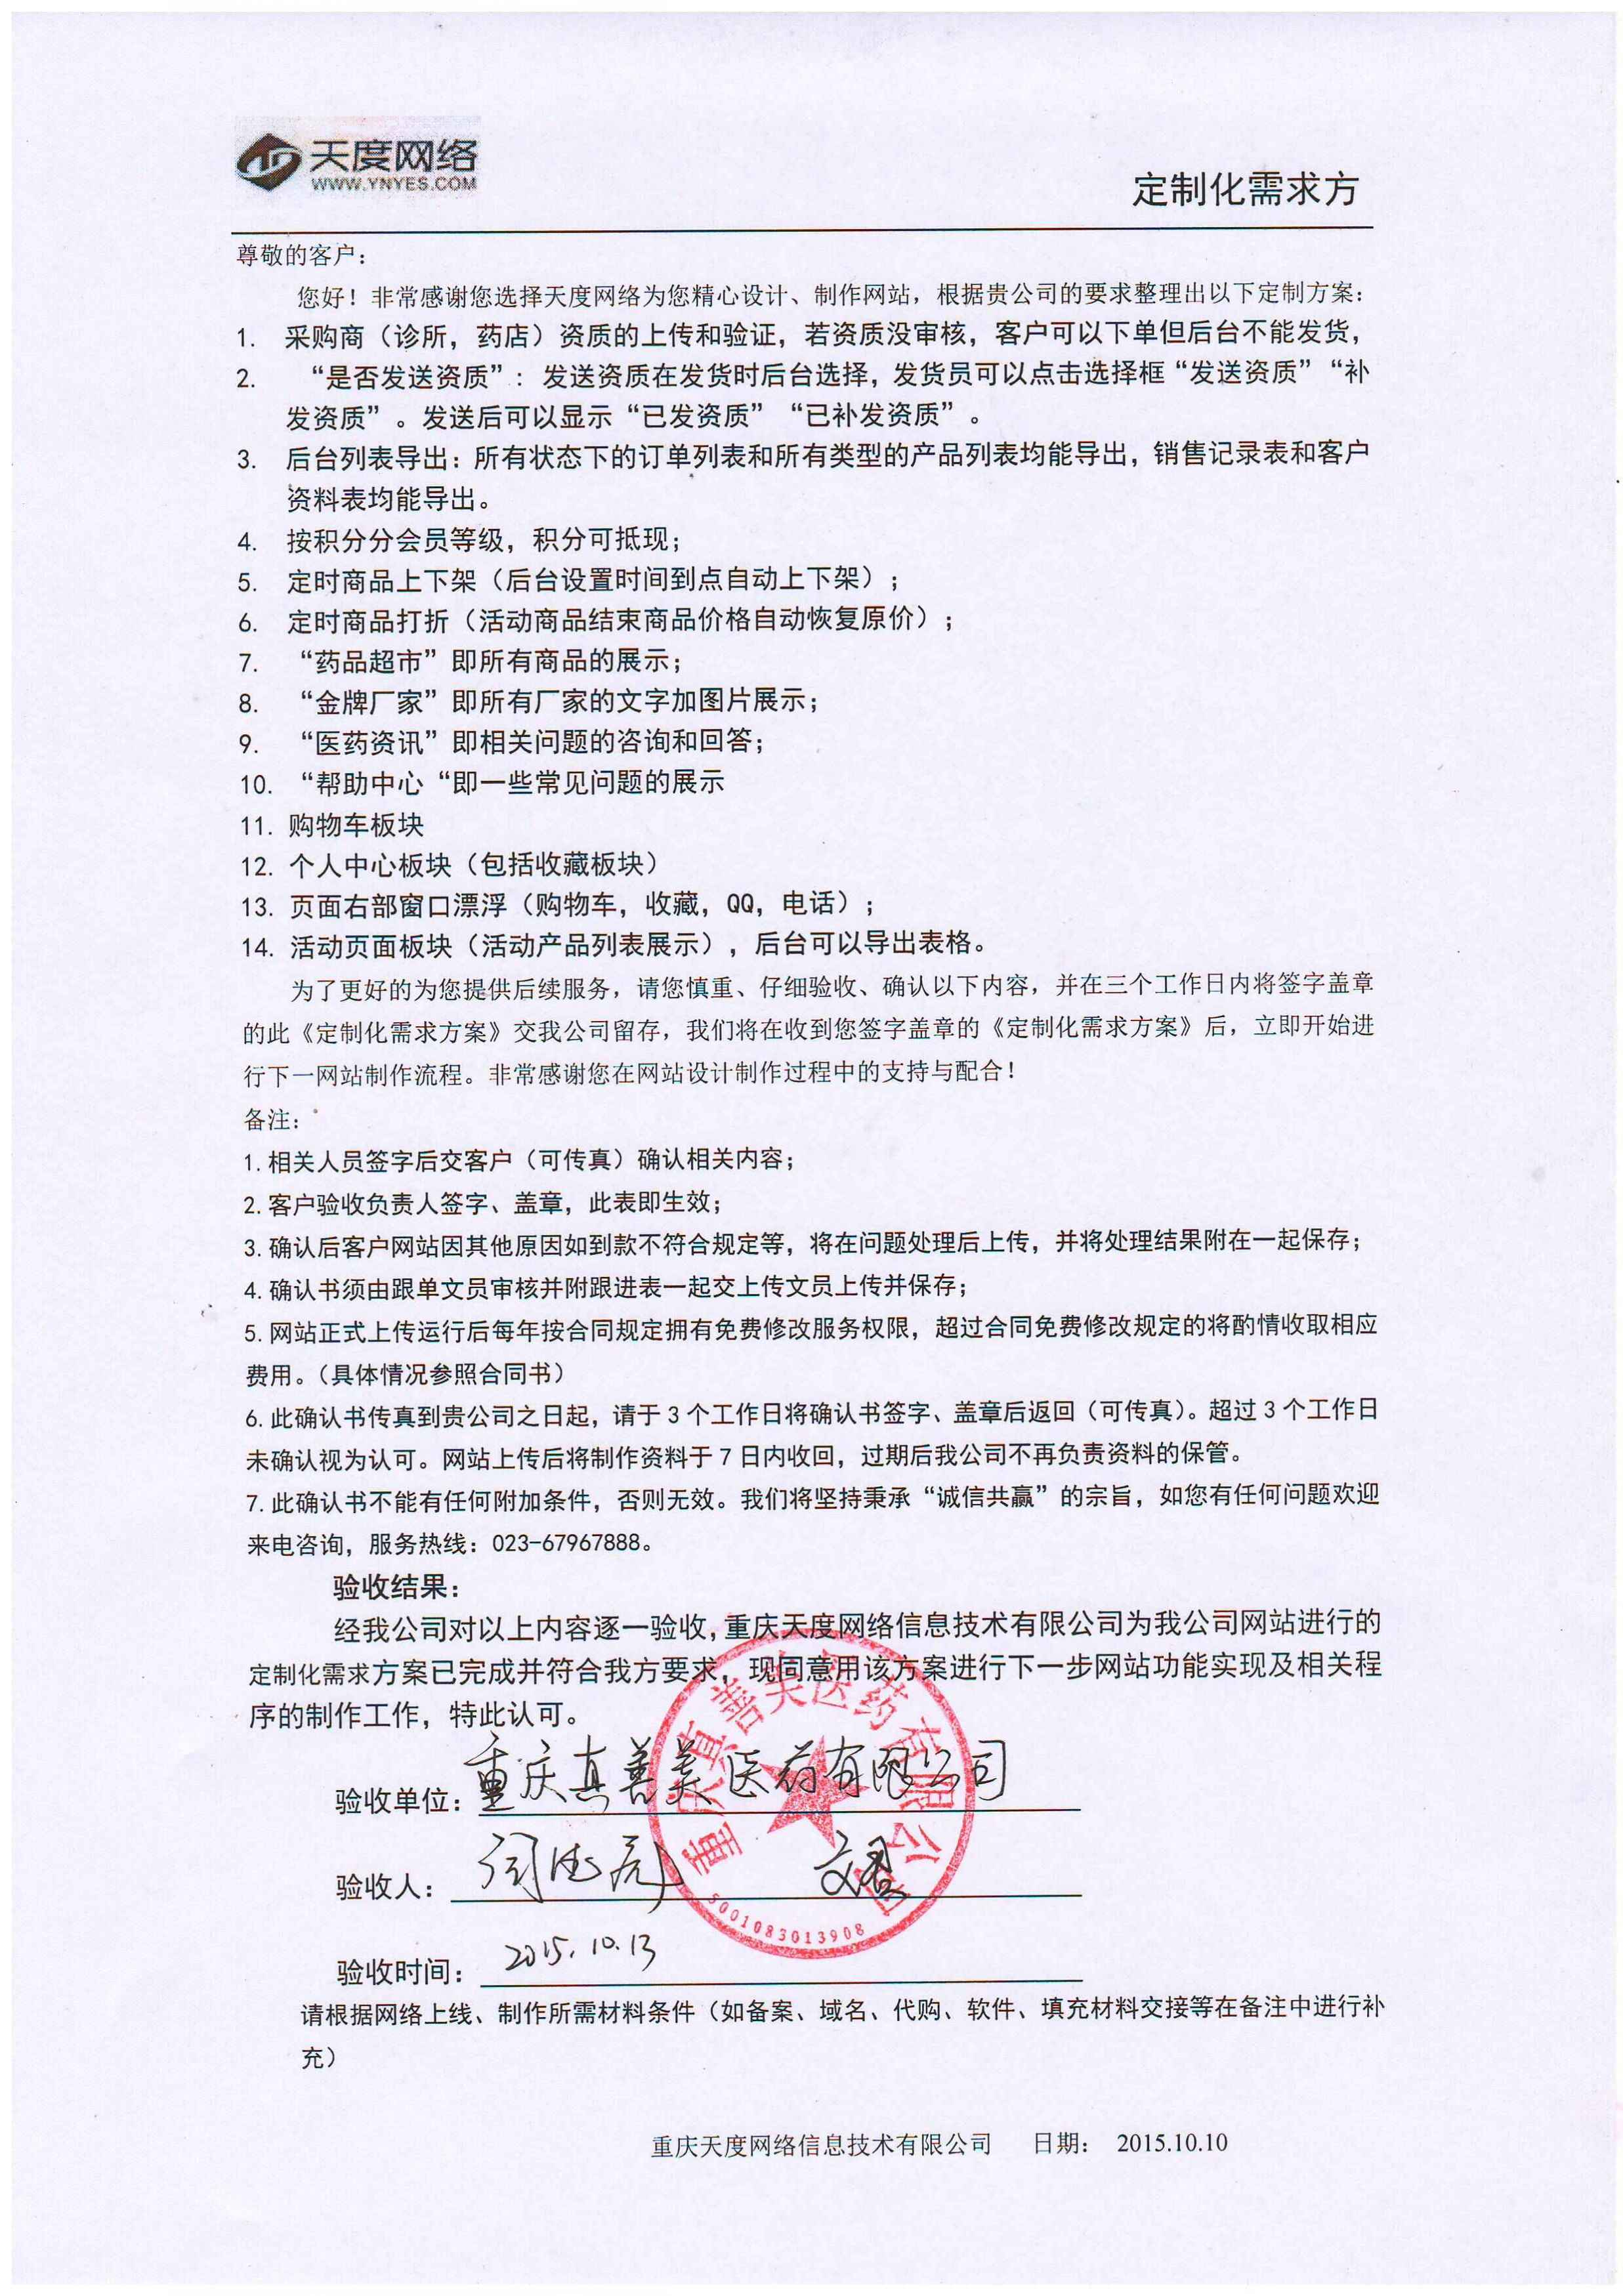 天度网络
WWW.YNYES.COM
定制化需求方
尊敬的客户：
您好！非常感谢您选择天度网络为您精心设计、制作网站，根据贵公司的要求整理出以下定制方案：
1. 采购商（诊所，药店）资质的上传和验证，若资质没审核，客户可以下单但后台不能发货，
2. “是否发送资质”：发送资质在发货时后台选择，发货员可以点击选择框“发送资质”“补
发资质”。发送后可以显示“已发资质”“已补发资质”。
3. 后台列表导出：所有状态下的订单列表和所有类型的产品列表均能导出，销售记录表和客户
资料表均能导出。
4. 按积分分会员等级，积分可抵现；
5. 定时商品上下架（后台设置时间到点自动上下架）；
6. 定时商品打折（活动商品结束商品价格自动恢复原价）；
7. “药品超市”即所有商品的展示；
8. “金牌厂家”即所有厂家的文字加图片展示；
9. “医药资讯”即相关问题的咨询和回答；
10. “帮助中心“即一些常见问题的展示
11. 购物车板块
12. 个人中心板块（包括收藏板块）
13. 页面右部窗口漂浮（购物车，收藏，QQ，电话）；
14. 活动页面板块（活动产品列表展示），后台可以导出表格。
为了更好的为您提供后续服务，请您慎重、仔细验收、确认以下内容，并在三个工作日内将签字盖章
的此《定制化需求方案》交我公司留存，我们将在收到您签字盖章的《定制化需求方案》后，立即开始进
行下一网站制作流程。非常感谢您在网站设计制作过程中的支持与配合！
备注：
1.相关人员签字后交客户（可传真）确认相关内容；
2.客户验收负责人签字、盖章，此表即生效；
3.确认后客户网站因其他原因如到款不符合规定等，将在问题处理后上传，并将处理结果附在一起保存；
4.确认书须由跟单文员审核并附跟进表一起交上传文员上传并保存；
5.网站正式上传运行后每年按合同规定拥有免费修改服务权限，超过合同免费修改规定的将酌情收取相应
费用。（具体情况参照合同书）
6.此确认书传真到贵公司之日起，请于3个工作日将确认书签字、盖章后返回（可传真）。超过3个工作日
未确认视为认可。网站上传后将制作资料于7日内收回，过期后我公司不再负责资料的保管。
7.此确认书不能有任何附加条件，否则无效。我们将坚持秉承“诚信共赢”的宗旨，如您有任何问题欢迎
来电咨询，服务热线：023-67967888。
验收结果：
经我公司对以上内容逐一验收，重庆天度网络信息技术有限公司为我公司网站进行的
定制化需求方案已完成并符合我方要求，现同意用该方案进行下一步网站功能实现及相关程
序的制作工作，特此认可。
重庆真善美医药有限公司
验收单位：重庆真善美医药有限公司
验收人：
5001083013908
验收时间：2015.10.13
请根据网络上线、制作所需材料条件（如备案、域名、代购、软件、填充材料交接等在备注中进行补
充）
重庆天度网络信息技术有限公司 日期： 2015.10.10